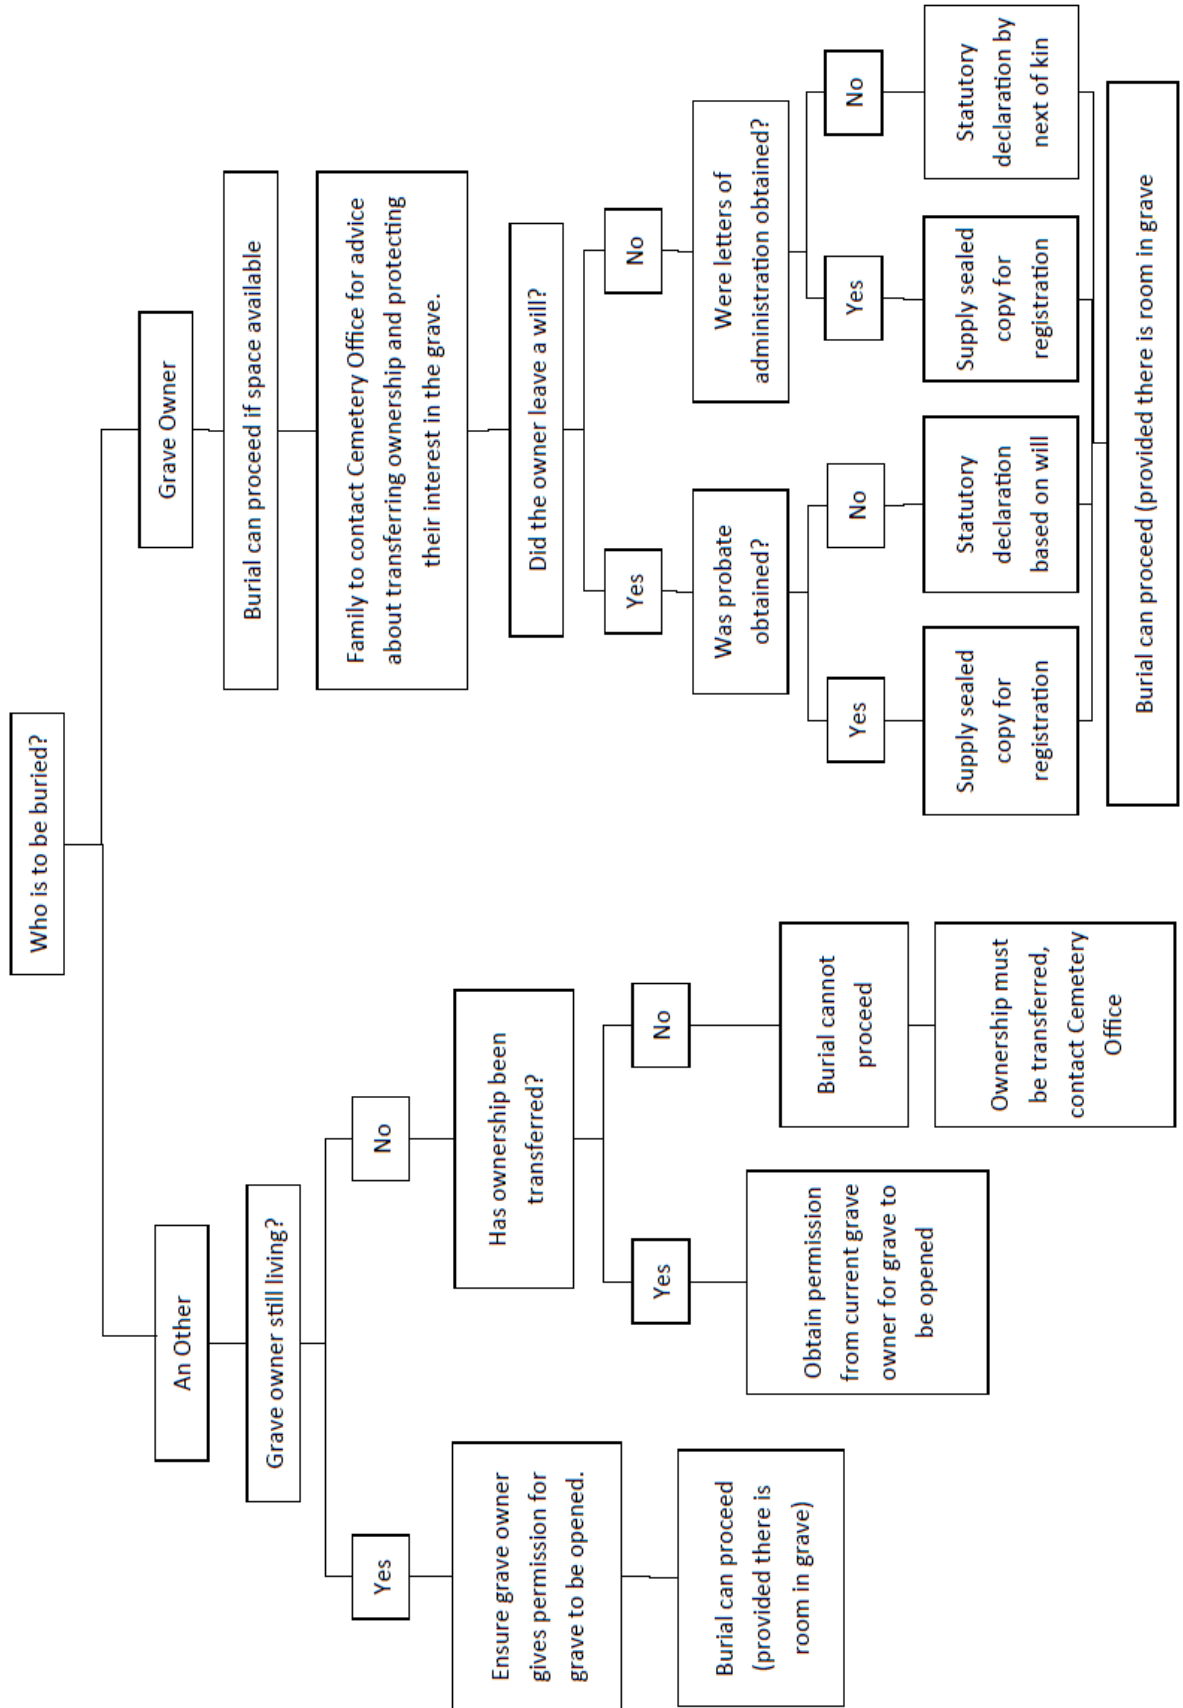 Who is to be buried?
An Other
Grave owner still living?
Yes
Ensure grave owner
gives permission for
grave to be opened.
Burial can proceed
(provided there is
room in grave)
No
Has ownership been
transferred?
Yes
Obtain permission
from current grave
owner for grave to
be opened
No
Burial cannot
proceed
Ownership must
be transferred,
contact Cemetery
Office
Grave Owner
Burial can proceed if space available
Family to contact Cemetery Office for advice
about transferring ownership and protecting
their interest in the grave.
Did the owner leave a will?
Yes
Was probate
obtained?
Yes
Supply sealed
copy for
registration
No
Statutory
declaration
based on will
No
Were letters of
administration obtained?
Yes
Supply sealed
copy for
registration
No
Statutory
declaration by
next of kin
Burial can proceed (provided there is room in grave